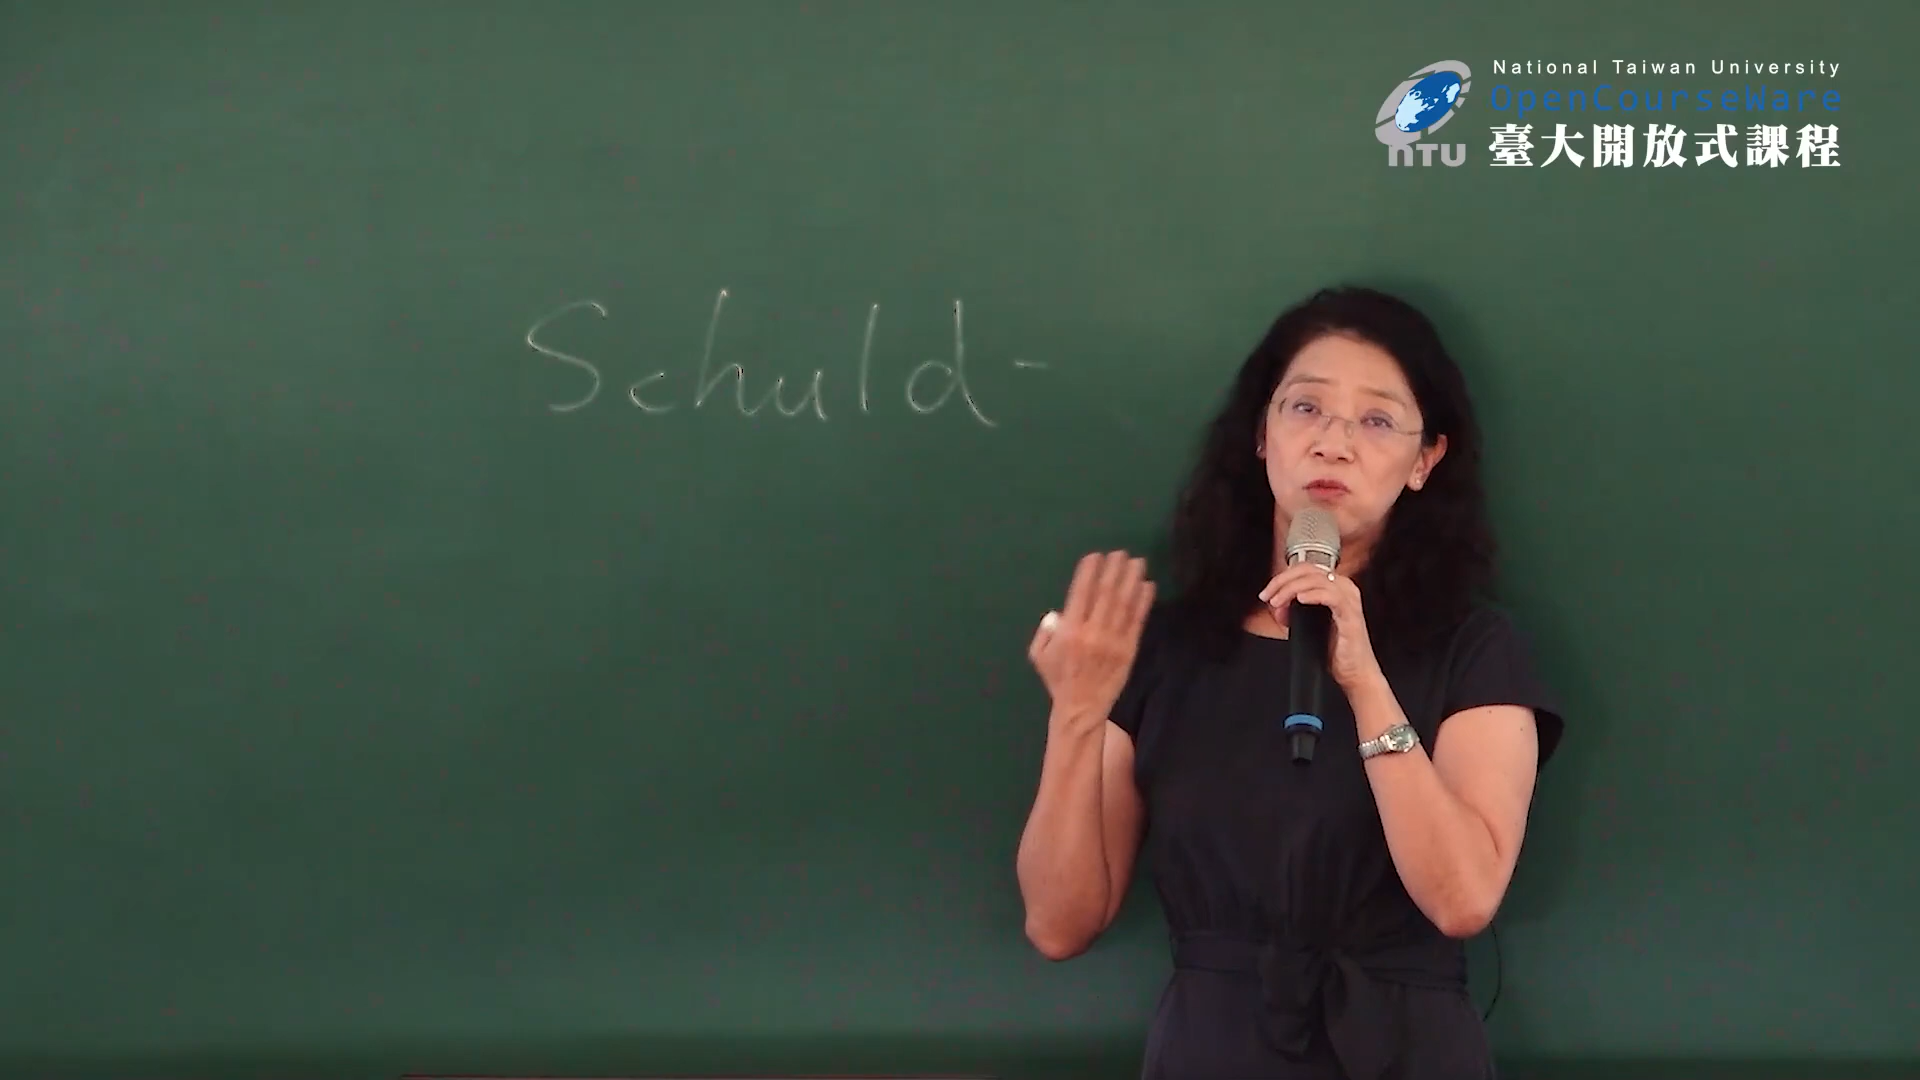 National Taiwan University
OpenCourseWare
NTU 臺大開放式課程
Schuld-